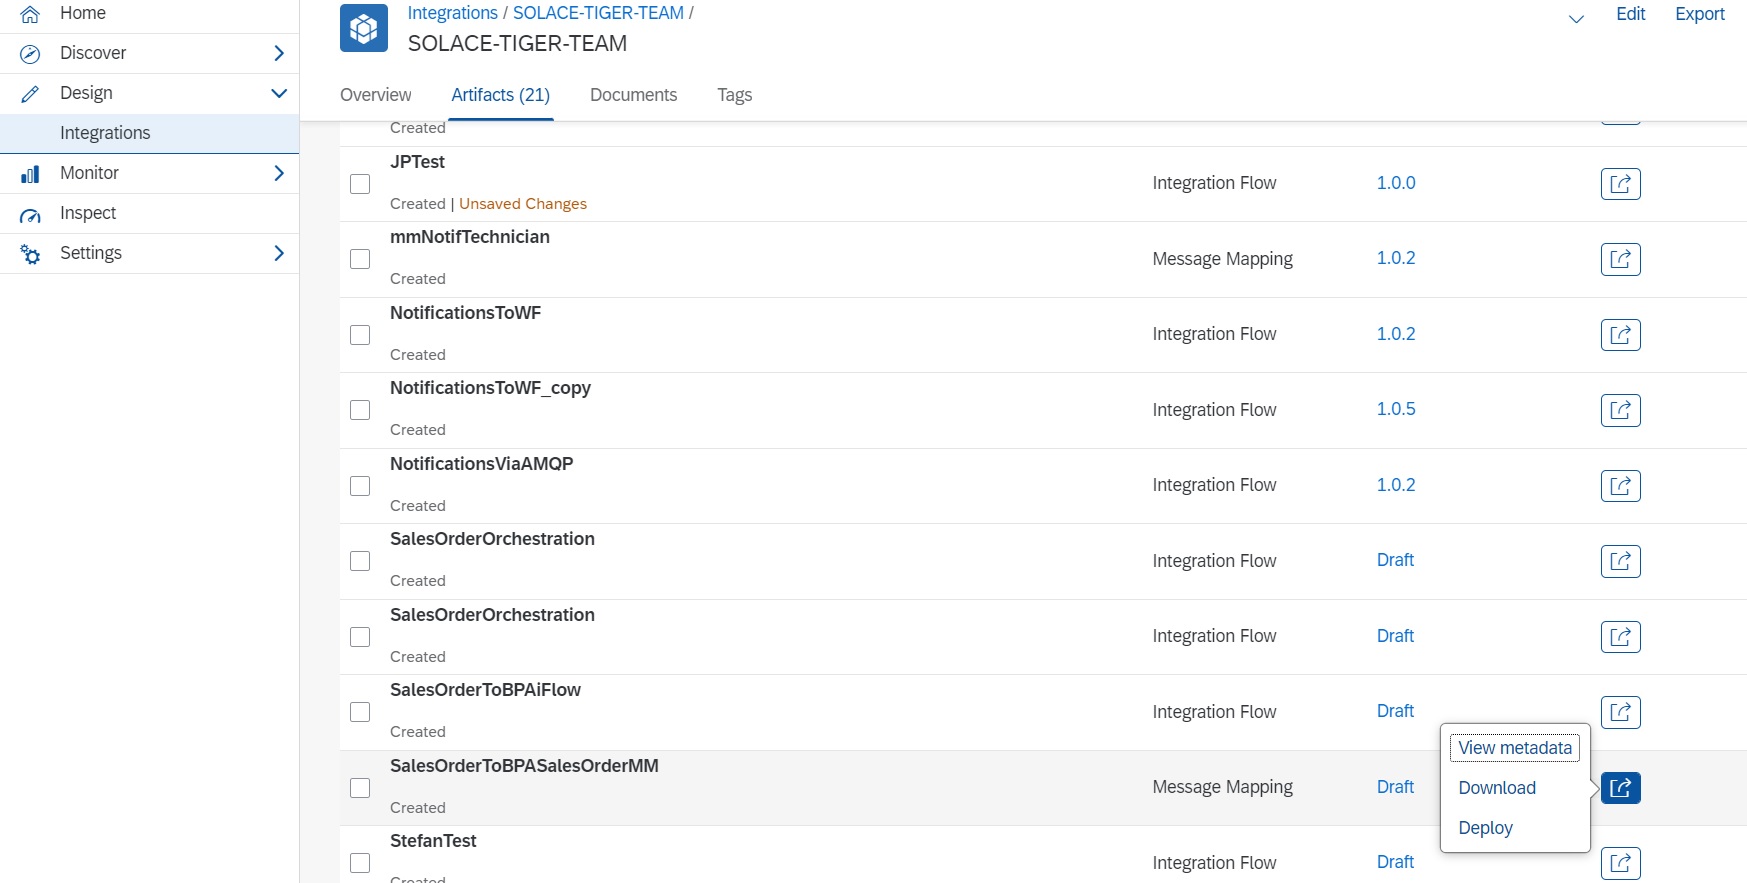 Home
Discover
Design
Integrations
Monitor
Inspect
Settings
Integrations / SOLACE-TIGER-TEAM /
SOLACE-TIGER-TEAM
Edit
Export
Overview
Artifacts (21)
Documents
Tags
Created
JPTest
Created | Unsaved Changes
Integration Flow
1.0.0
mmNotifTechnician
Created
Message Mapping
1.0.2
NotificationsToWF
Created
Integration Flow
1.0.2
NotificationsToWF_copy
Created
Integration Flow
1.0.5
NotificationsViaAMQP
Created
Integration Flow
1.0.2
SalesOrderOrchestration
Created
Integration Flow
Draft
SalesOrderOrchestration
Created
Integration Flow
Draft
SalesOrderToBPAiFlow
Created
Integration Flow
Draft
SalesOrderToBPASalesOrderMM
Created
Message Mapping
Draft
View metadata
Download
Deploy
StefanTest
Created
Integration Flow
Draft